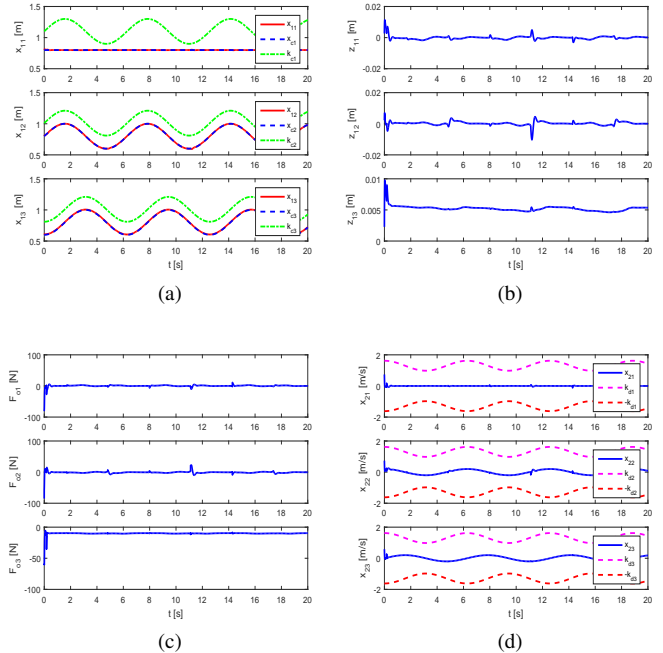 x11 [m]
1.5
1
0.5
0 2 4 6 8 10 12 14 16 18 20
x11
xc1
kc1
x12 [m]
1.5
1
0.5
0 2 4 6 8 10 12 14 16 18 20
x12
xc2
kc2
x13 [m]
1.5
1
0.5
0 2 4 6 8 10 12 14 16 18 20
x13
xc3
kc3
t [s]
(a)
z11 [m]
0.02
0
-0.02
0 2 4 6 8 10 12 14 16 18 20
z12 [m]
0.02
0
-0.02
0 2 4 6 8 10 12 14 16 18 20
z13 [m]
0.01
0.005
0
0 2 4 6 8 10 12 14 16 18 20
t [s]
(b)
Fo1 [N]
100
0
-100
0 2 4 6 8 10 12 14 16 18 20
Fo2 [N]
100
0
-100
0 2 4 6 8 10 12 14 16 18 20
Fo3 [N]
0
-50
-100
0 2 4 6 8 10 12 14 16 18 20
t [s]
(c)
x21 [m/s]
2
0
-2
0 2 4 6 8 10 12 14 16 18 20
x21
kd1
-kd1
x22 [m/s]
2
0
-2
0 2 4 6 8 10 12 14 16 18 20
x22
kd2
-kd2
x23 [m/s]
2
0
-2
0 2 4 6 8 10 12 14 16 18 20
x23
kd3
-kd3
t [s]
(d)